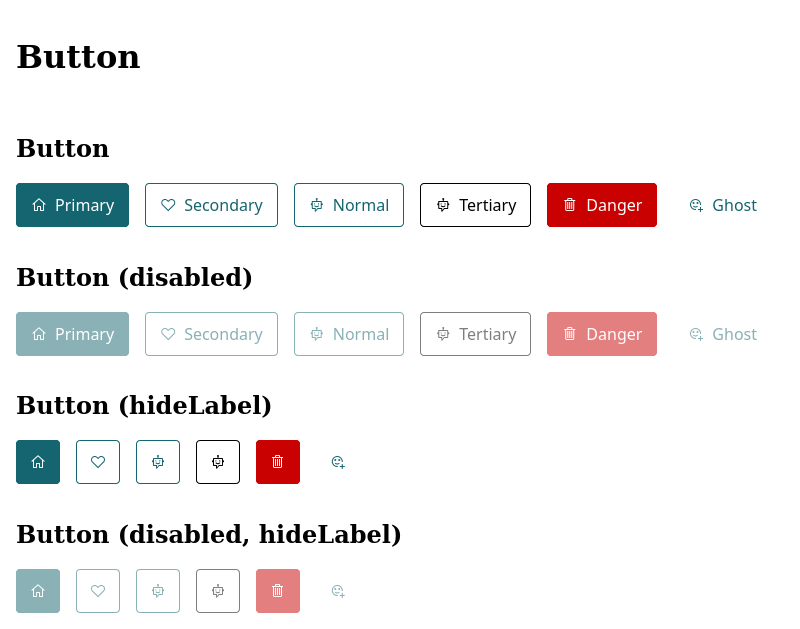 Button
Button
Primary Secondary Normal Tertiary Danger Ghost
Button (disabled)
Primary Secondary Normal Tertiary Danger Ghost
Button (hideLabel)
Button (disabled, hideLabel)